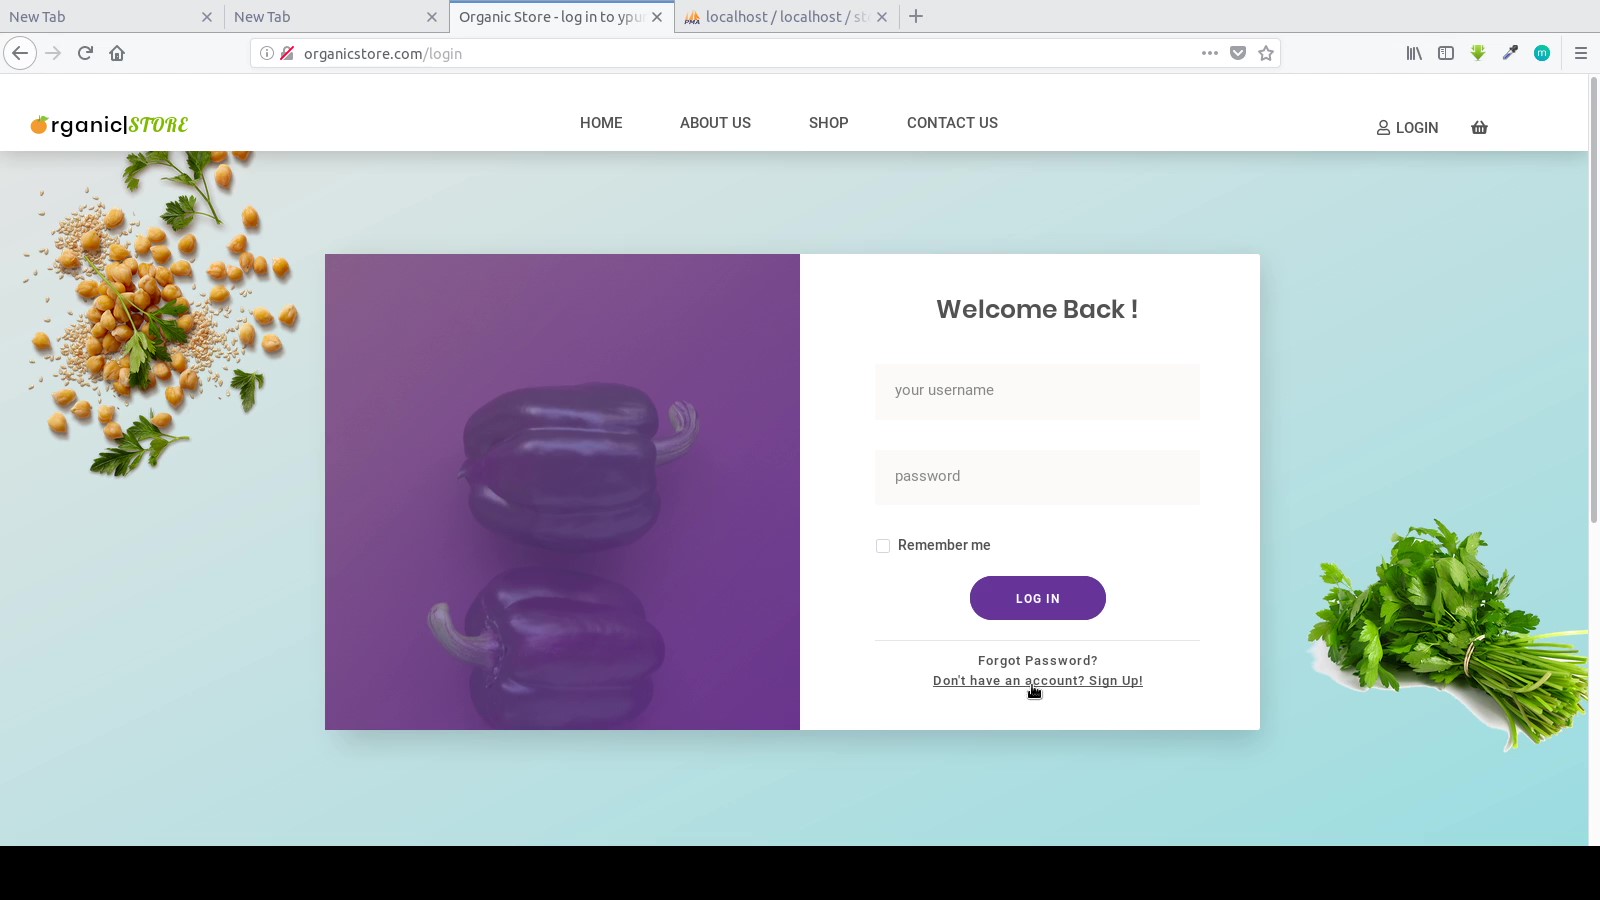 New Tab
New Tab
Organic Store - log in to ypur
localhost / localhost / st
organicstore.com/login
rganic|STORE
HOME
ABOUT US
SHOP
CONTACT US
LOGIN
Welcome Back !
your username
password
Remember me
LOG IN
Forgot Password?
Don't have an account? Sign Up!